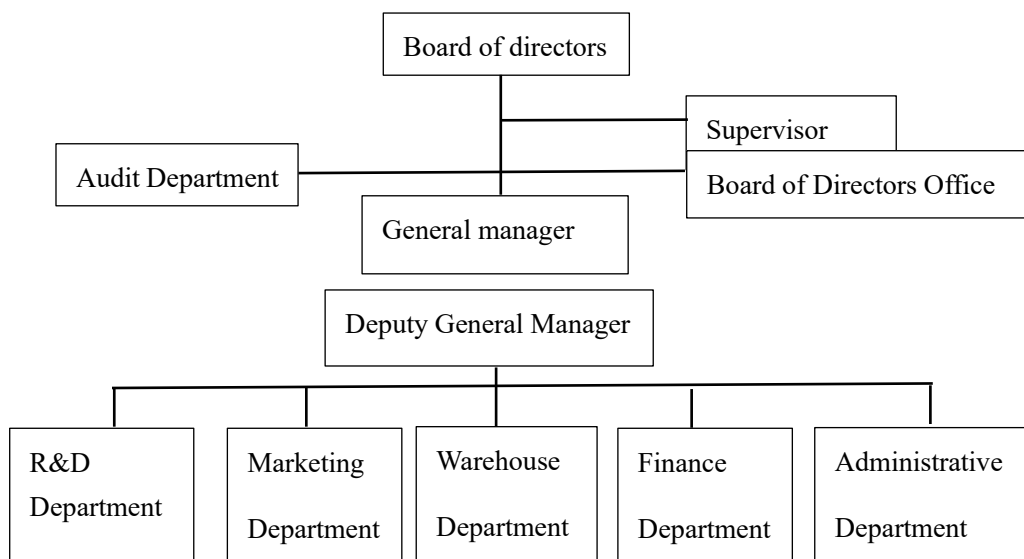 Board of directors
Supervisor
Audit Department
Board of Directors Office
General manager
Deputy General Manager
R&D
Department
Marketing
Department
Warehouse
Department
Finance
Department
Administrative
Department